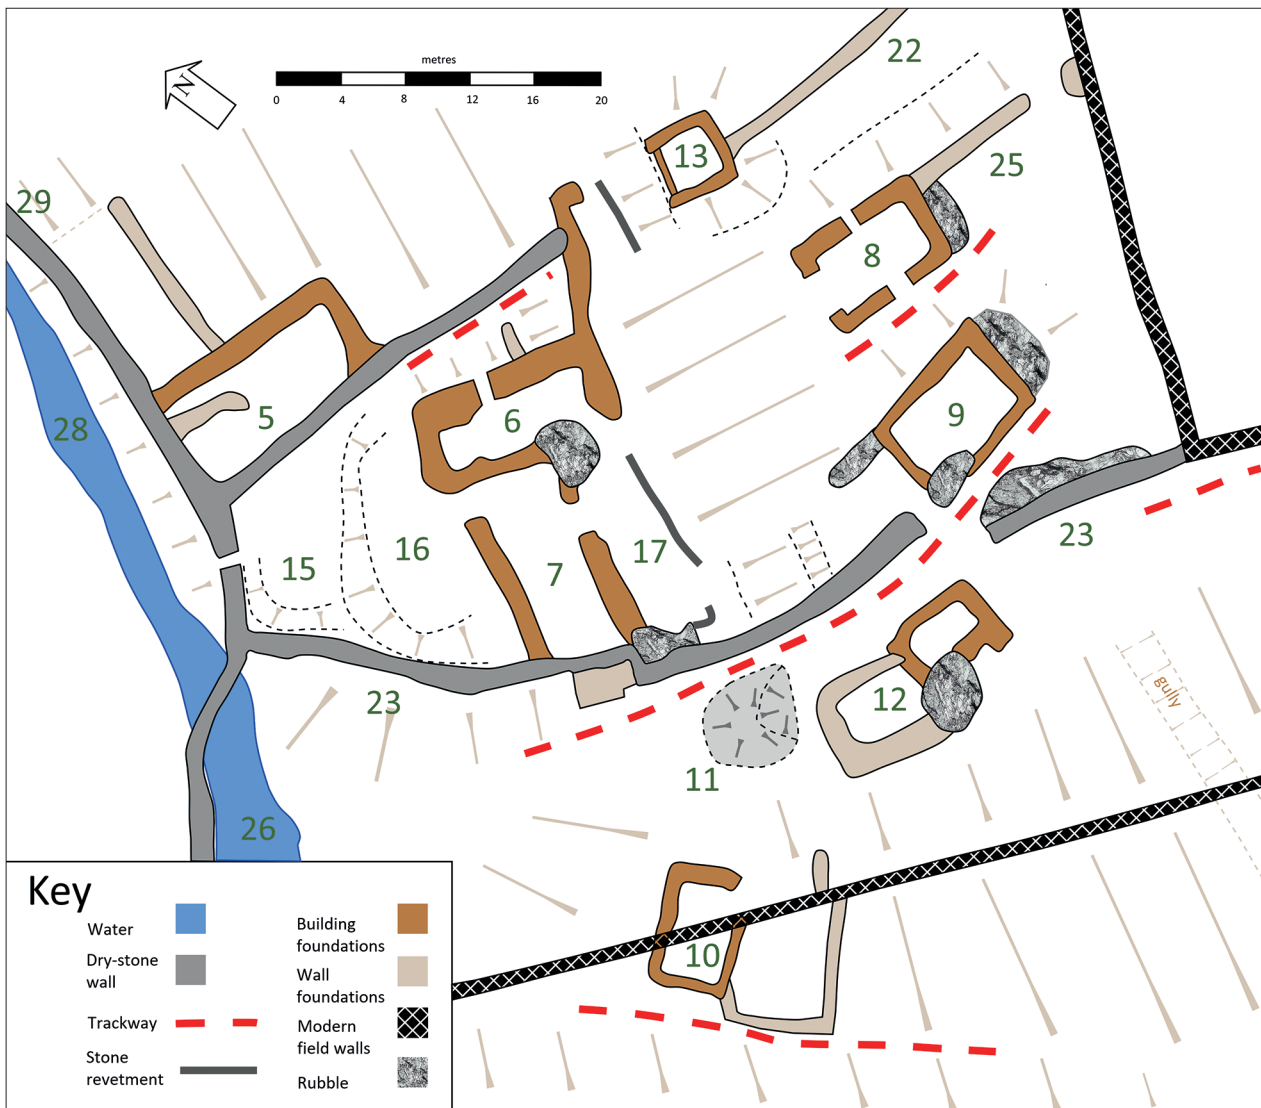 22
metres
N
0 4 8 12 16 20
13
25
29
8
5
28
6
9
16
17
23
15
7
12
gully
23
11
26
10
Key
Water
Dry-stone
wall
Trackway
Stone
revetment
Building
foundations
Wall
foundations
Modern
field walls
Rubble